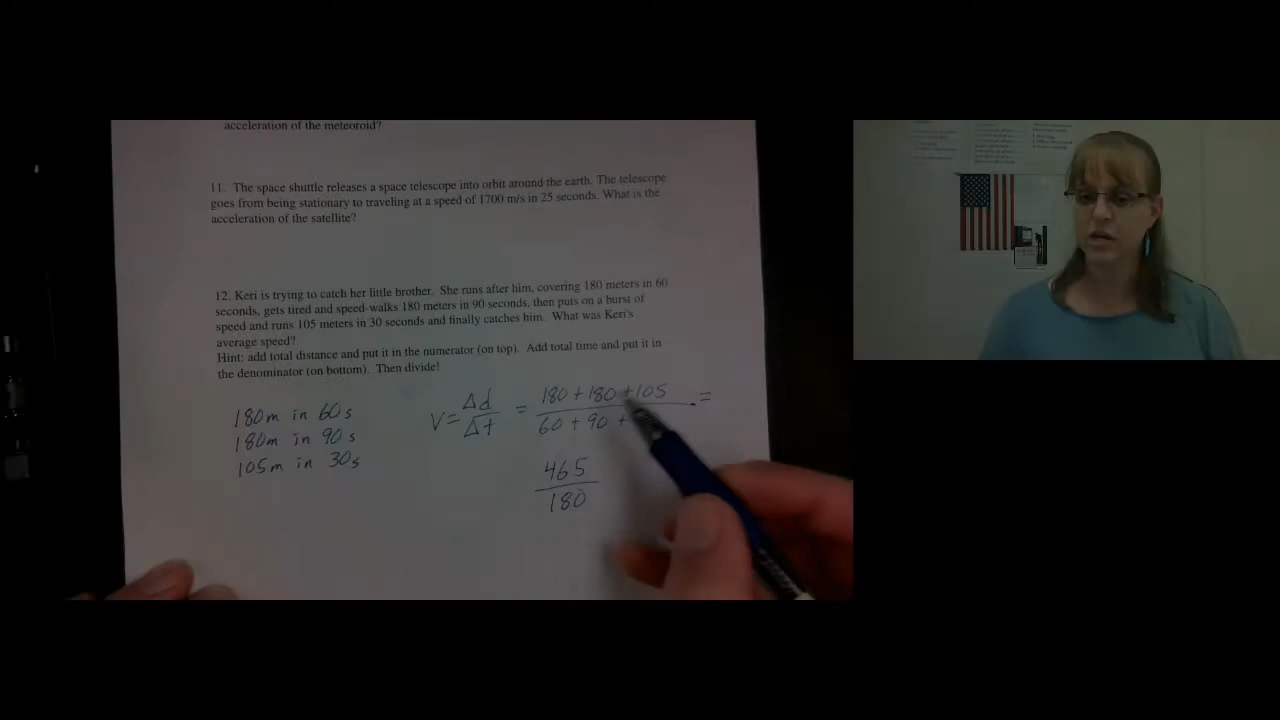 acceleration of the meteoroid?
11. The space shuttle releases a space telescope into orbit around the earth. The telescope
goes from being stationary to traveling at a speed of 1700 m/s in 25 seconds. What is the
acceleration of the satellite?
12. Keri is trying to catch her little brother. She runs after him, covering 180 meters in 60
seconds, gets tired and speed-walks 180 meters in 90 seconds, then puts on a burst of
speed and runs 105 meters in 30 seconds and finally catches him. What was Keri's
average speed?
Hint: add total distance and put it in the numerator (on top). Add total time and put it in
the denominator (on bottom). Then divide!
180m in 60s
180m in 90s
105m in 30s
V = Δd / Δt = 180 + 180 + 105 / 60 + 90 + =
465
180